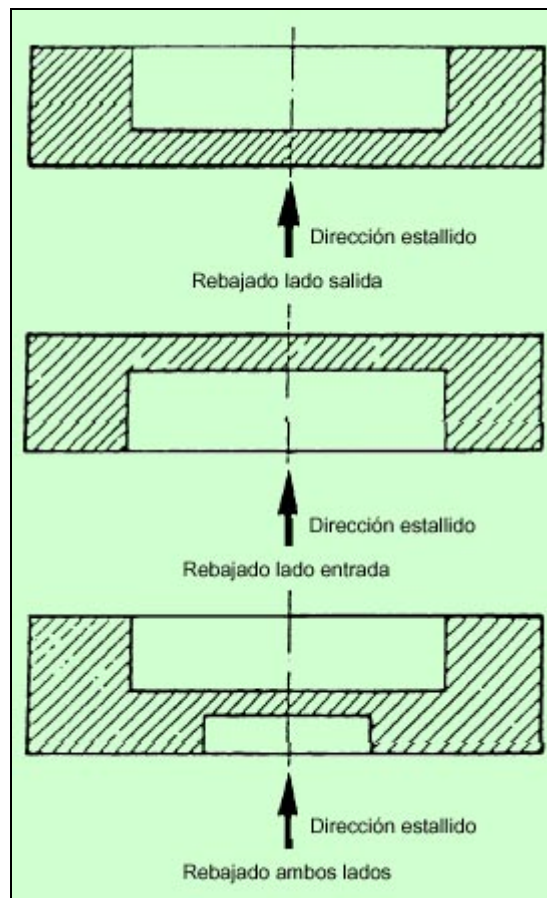 Dirección estallido
Rebajado lado salida
Dirección estallido
Rebajado lado entrada
Dirección estallido
Rebajado ambos lados